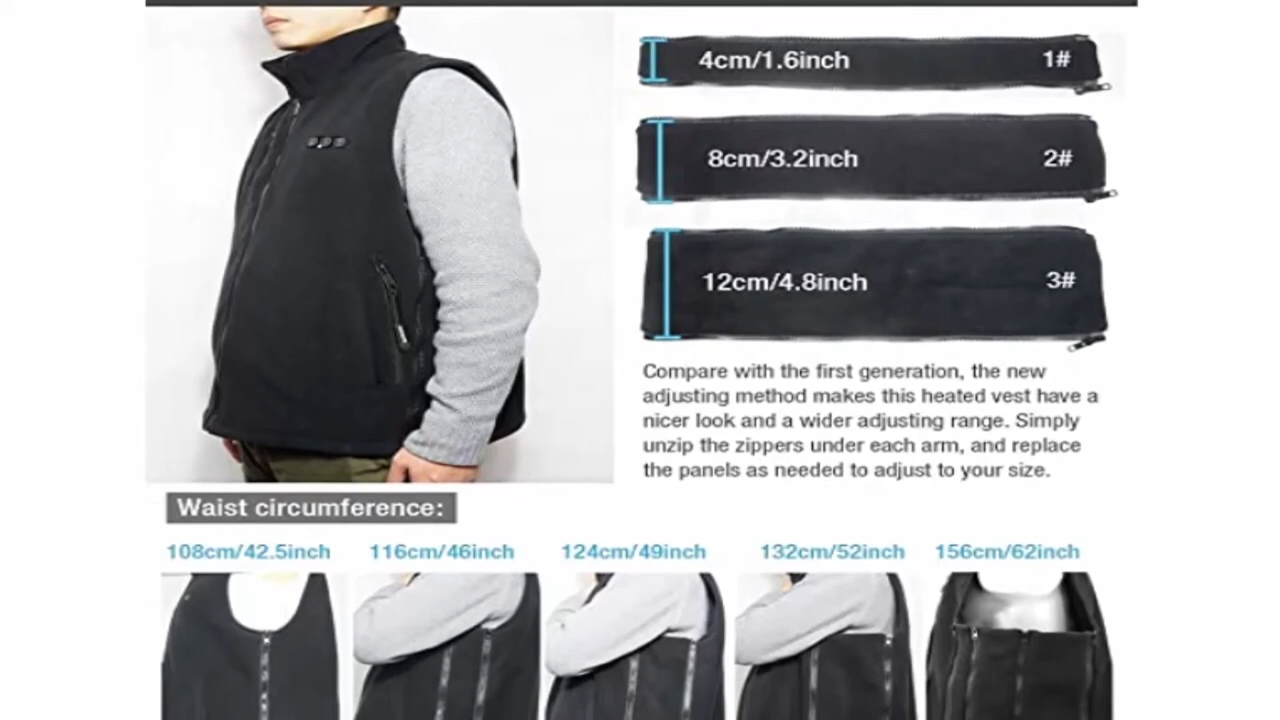 4cm/1.6inch 1#
8cm/3.2inch 2#
12cm/4.8inch 3#
Compare with the first generation, the new
adjusting method makes this heated vest have a
nicer look and a wider adjusting range. Simply
unzip the zippers under each arm, and replace
the panels as needed to adjust to your size.
Waist circumference:
108cm/42.5inch 116cm/46inch 124cm/49inch 132cm/52inch 156cm/62inch